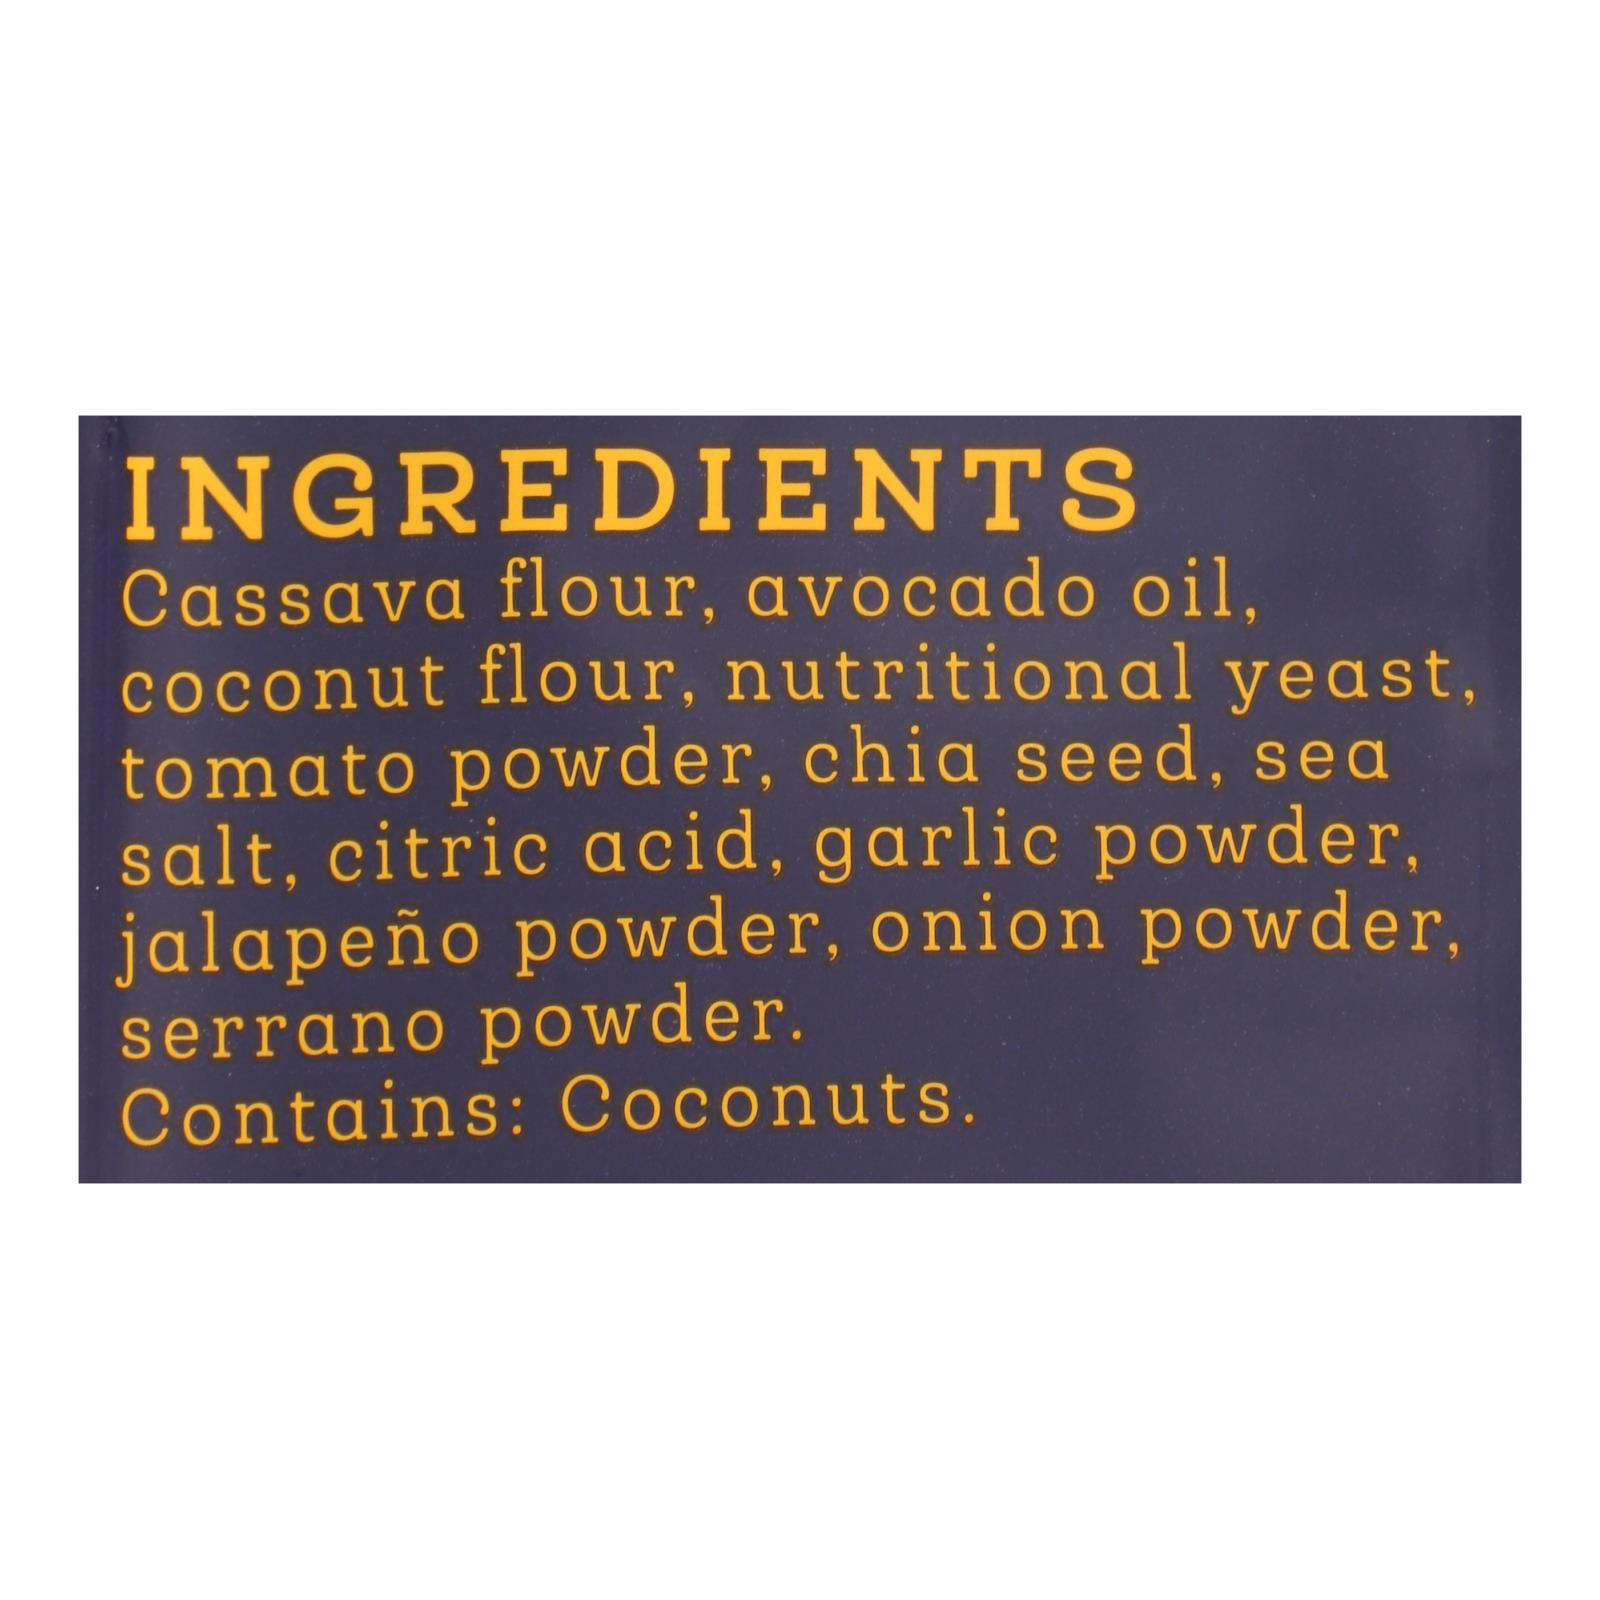 INGREDIENTS
Cassava flour, avocado oil,
coconut flour, nutritional yeast,
tomato powder, chia seed, sea
salt, citric acid, garlic powder,
jalapeño powder, onion powder,
serrano powder.
Contains: Coconuts.